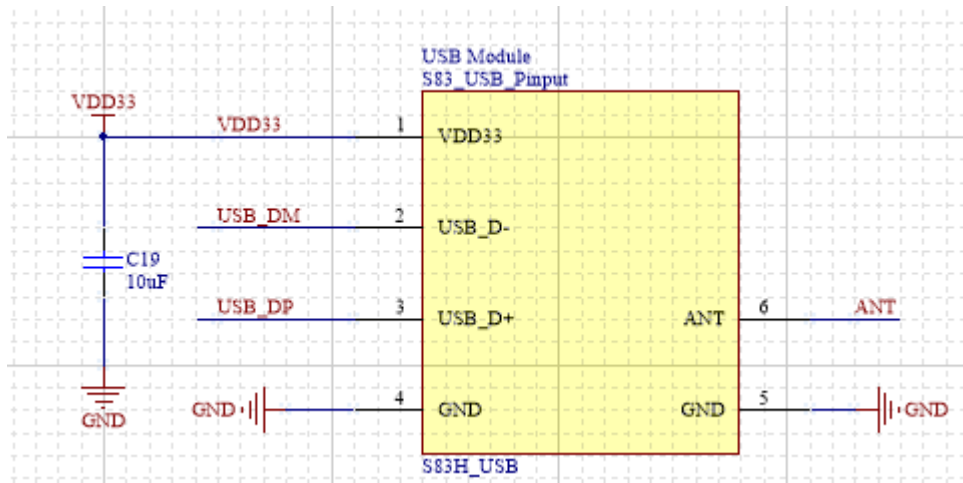 USB Module
S83_USB_Pinput
VDD33
VDD33
1
VDD33
USB_DM
2
USB_D-
C19
10uF
USB_DP
3
USB_D+
ANT
6
ANT
GND
GND
4
GND
GND
5
GND
S83H_USB